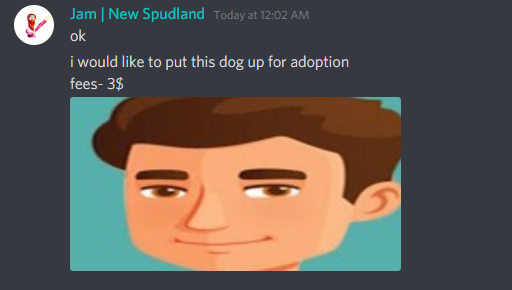 Jam | New Spudland Today at 12:02 AM
ok
i would like to put this dog up for adoption
fees- 3$